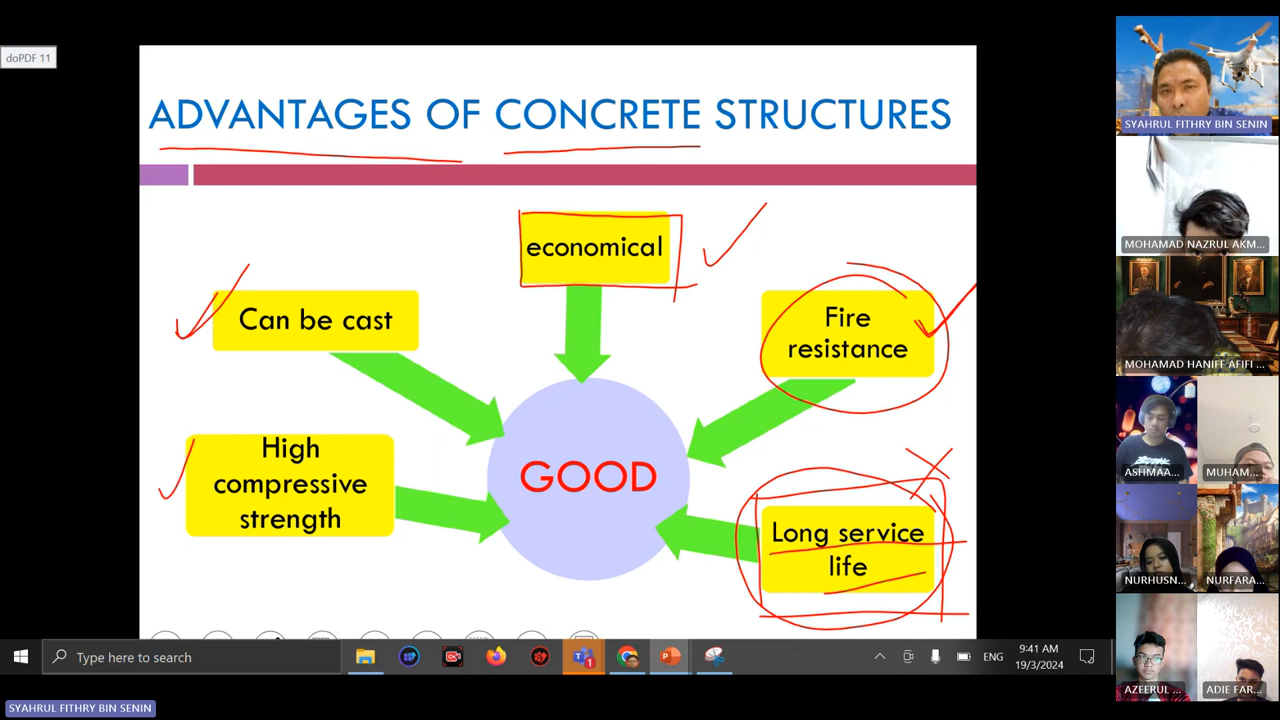 doPDF 11
ADVANTAGES OF CONCRETE STRUCTURES
economical
Can be cast
Fire
resistance
High
compressive
strength
GOOD
Long service
life
SYAHRUL FITHRY BIN SENIN
MOHAMAD NAZRUL AKM...
MOHAMAD HANIFF AFIFI
ASHMAA...
MUHAM...
NURHUSN...
NURFARA...
AZEERUL ...
ADIE FAR...
Type here to search
1
ENG
9:41 AM
19/3/2024
SYAHRUL FITHRY BIN SENIN